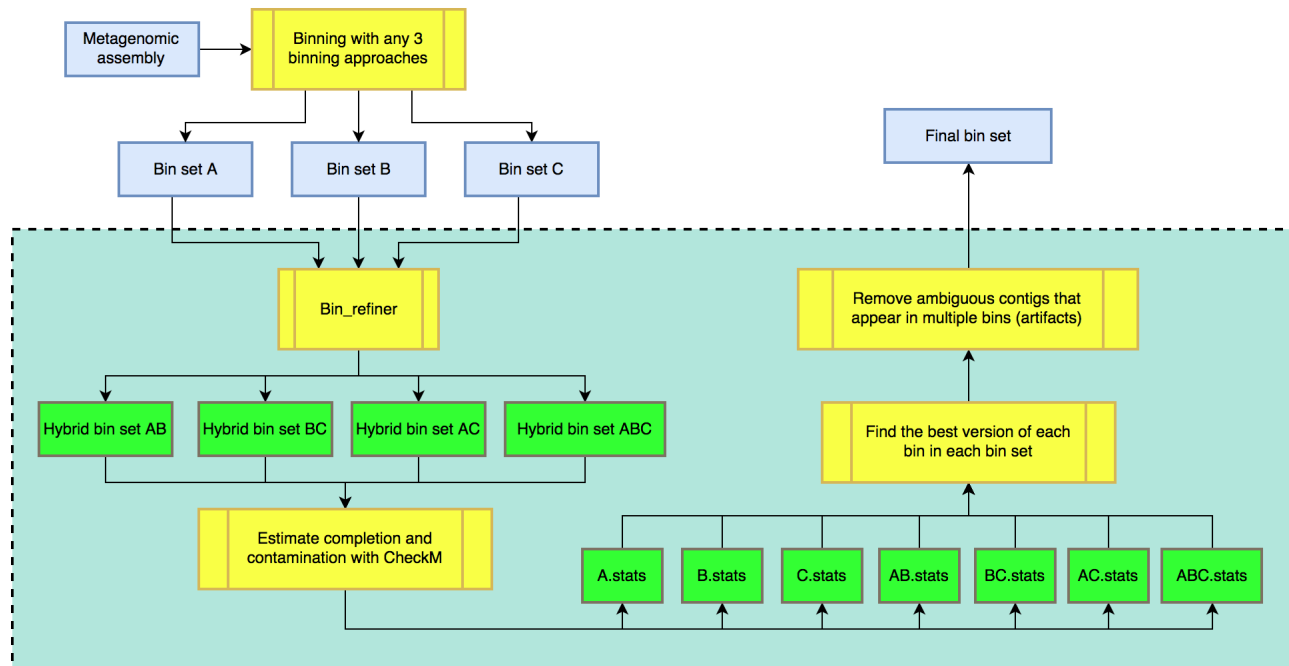 Metagenomic
assembly
Binning with any 3
binning approaches
Bin set A
Bin set B
Bin set C
Final bin set
Bin_refiner
Remove ambiguous contigs that
appear in multiple bins (artifacts)
Hybrid bin set AB
Hybrid bin set BC
Hybrid bin set AC
Hybrid bin set ABC
Find the best version of each
bin in each bin set
Estimate completion and
contamination with CheckM
A.stats
B.stats
C.stats
AB.stats
BC.stats
AC.stats
ABC.stats